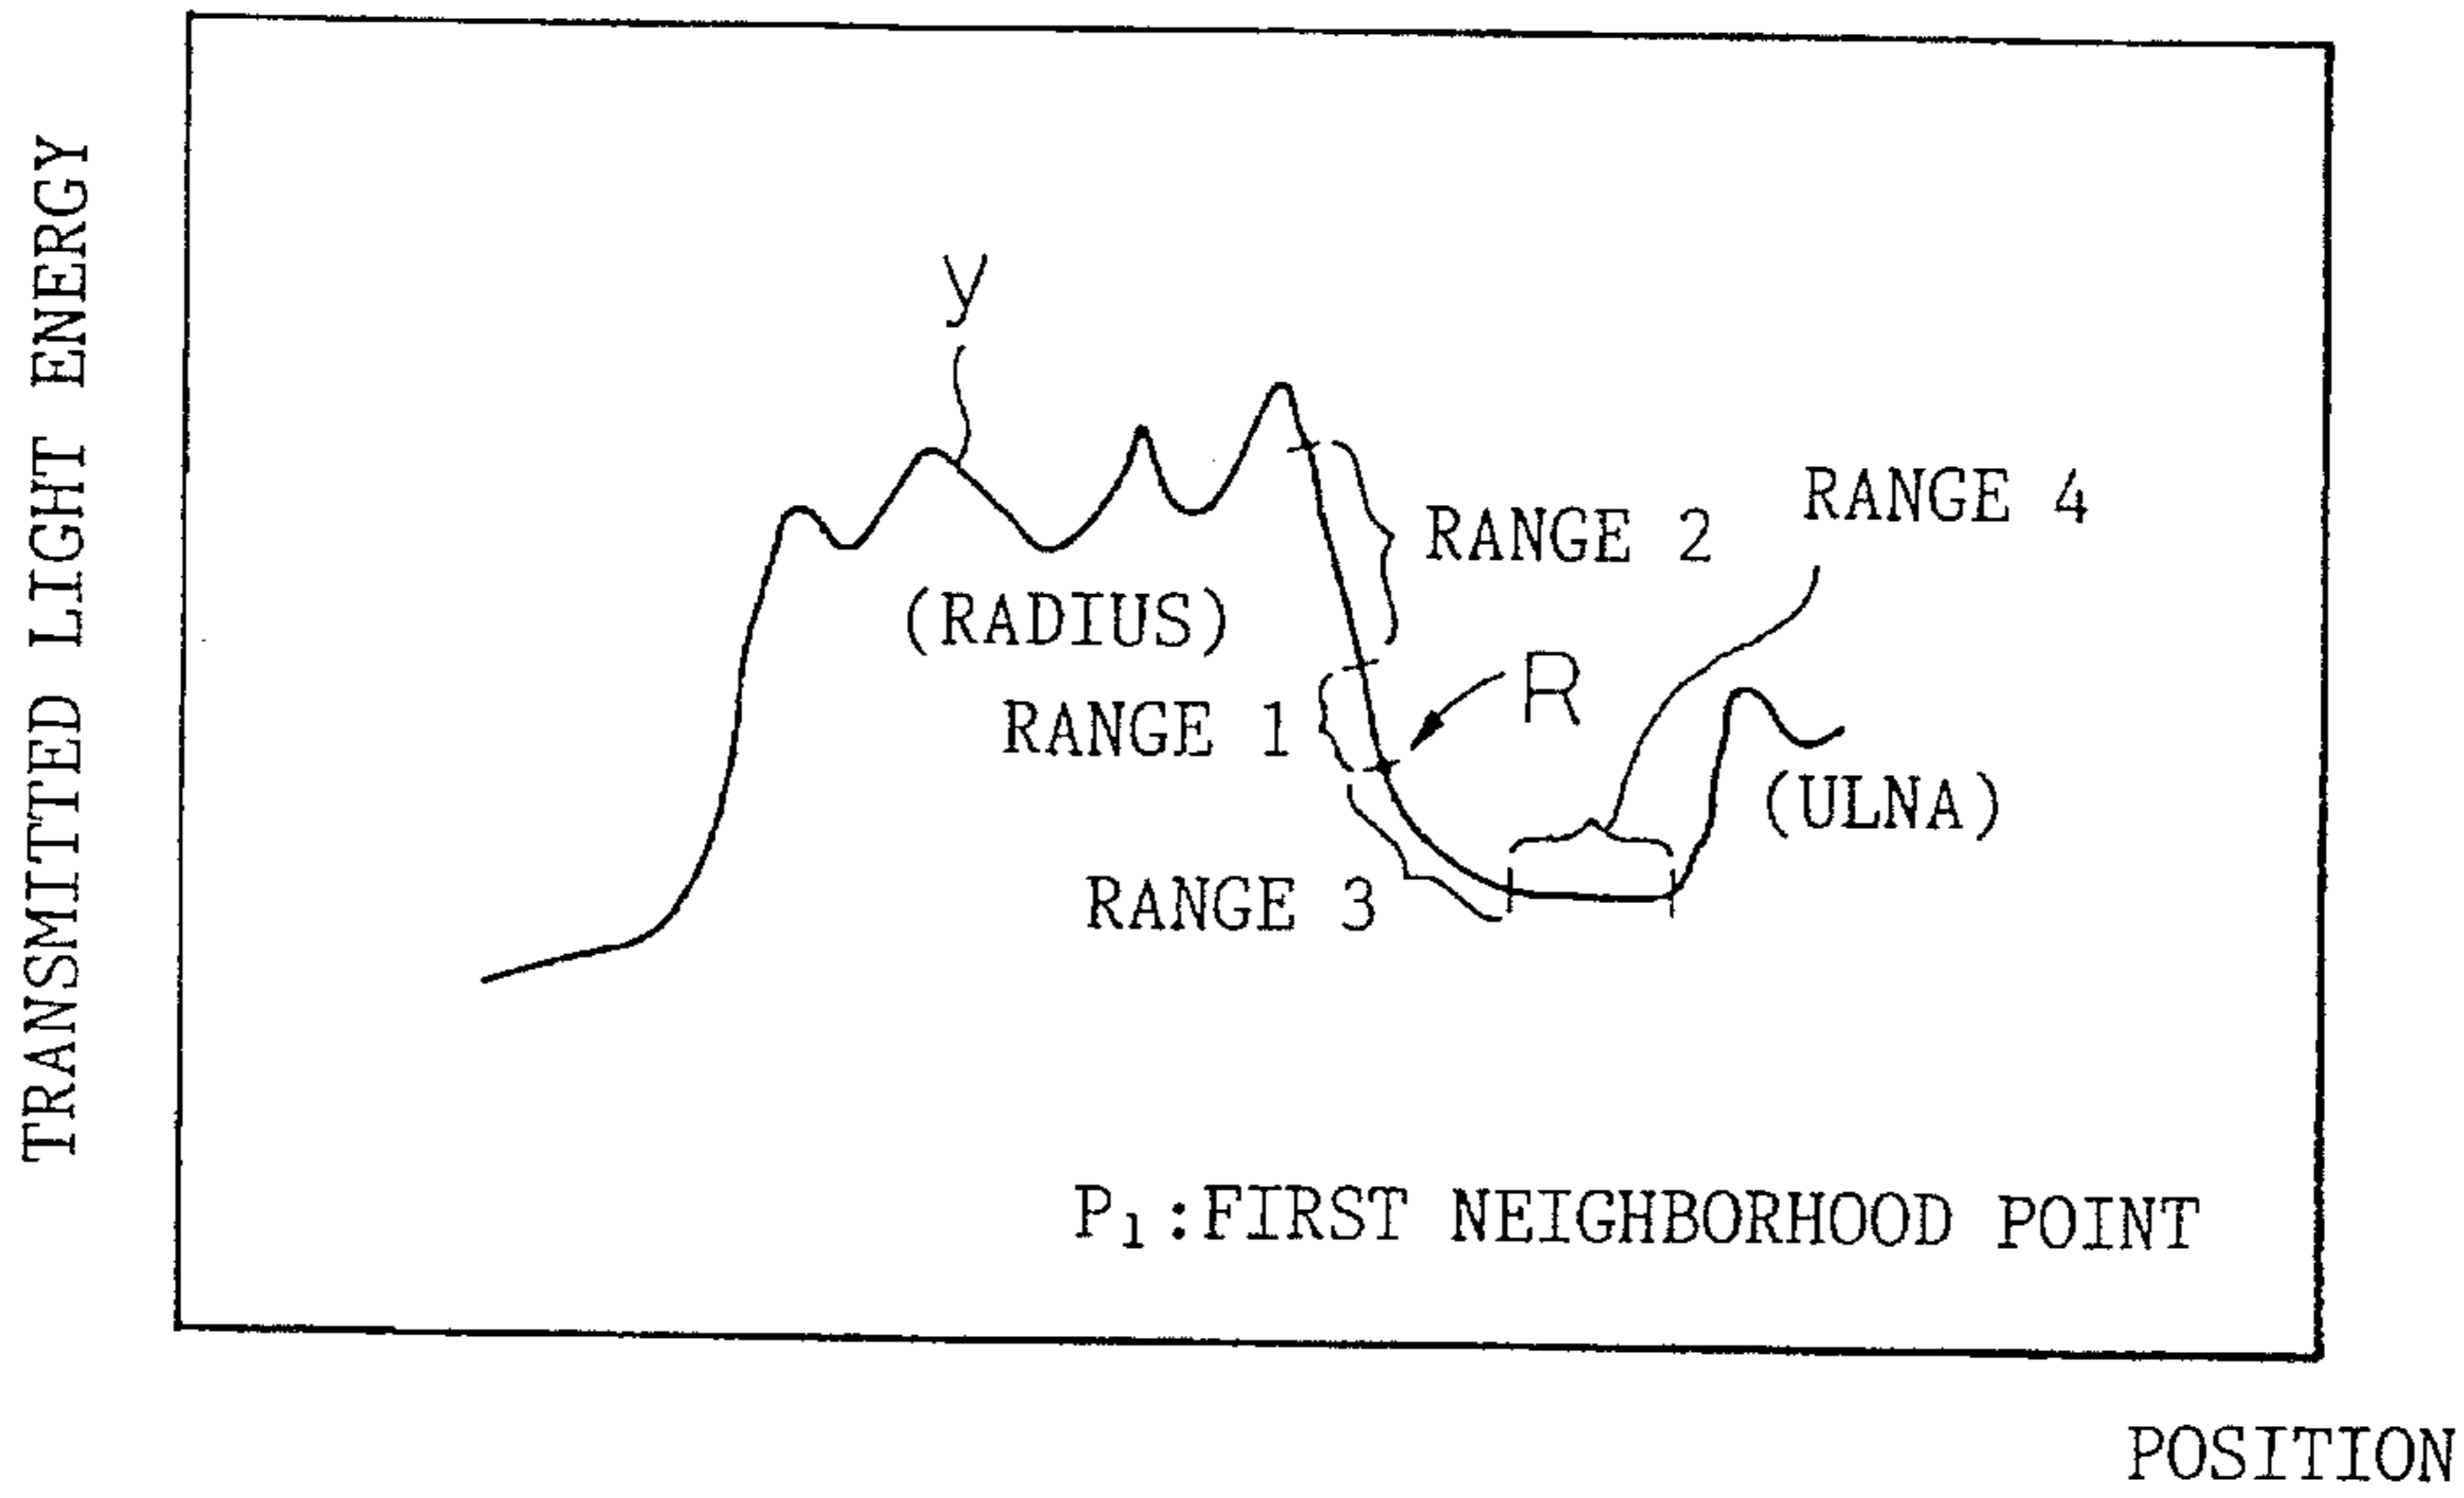 TRANSMITTED LIGHT ENERGY
y
RANGE 4
RANGE 2
(RADIUS)
R
RANGE 1
(ULNA)
RANGE 3
P₁:FIRST NEIGHBORHOOD POINT
POSITION